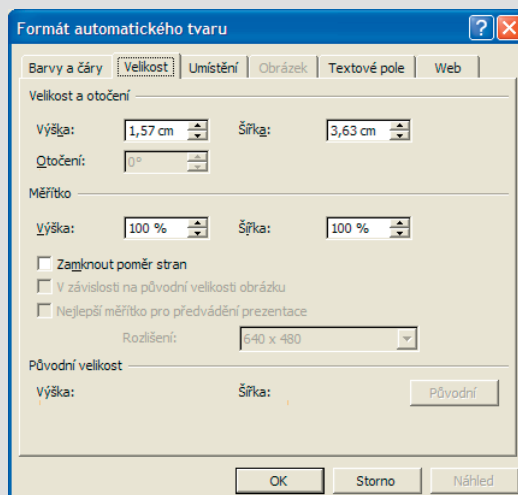 Formát automatického tvaru
Barvy a čáry Velikost Umístění Obrázek Textové pole Web
Velikost a otočení
Výška: 1,57 cm Šířka: 3,63 cm
Otočení: 0°
Měřítko
Výška: 100 % Šířka: 100 %
Zamknout poměr stran
V závislosti na původní velikosti obrázku
Nejlepší měřítko pro předvádění prezentace
Rozlišení: 640 x 480
Původní velikost
Výška: Šířka: Původní
OK Storno Náhled